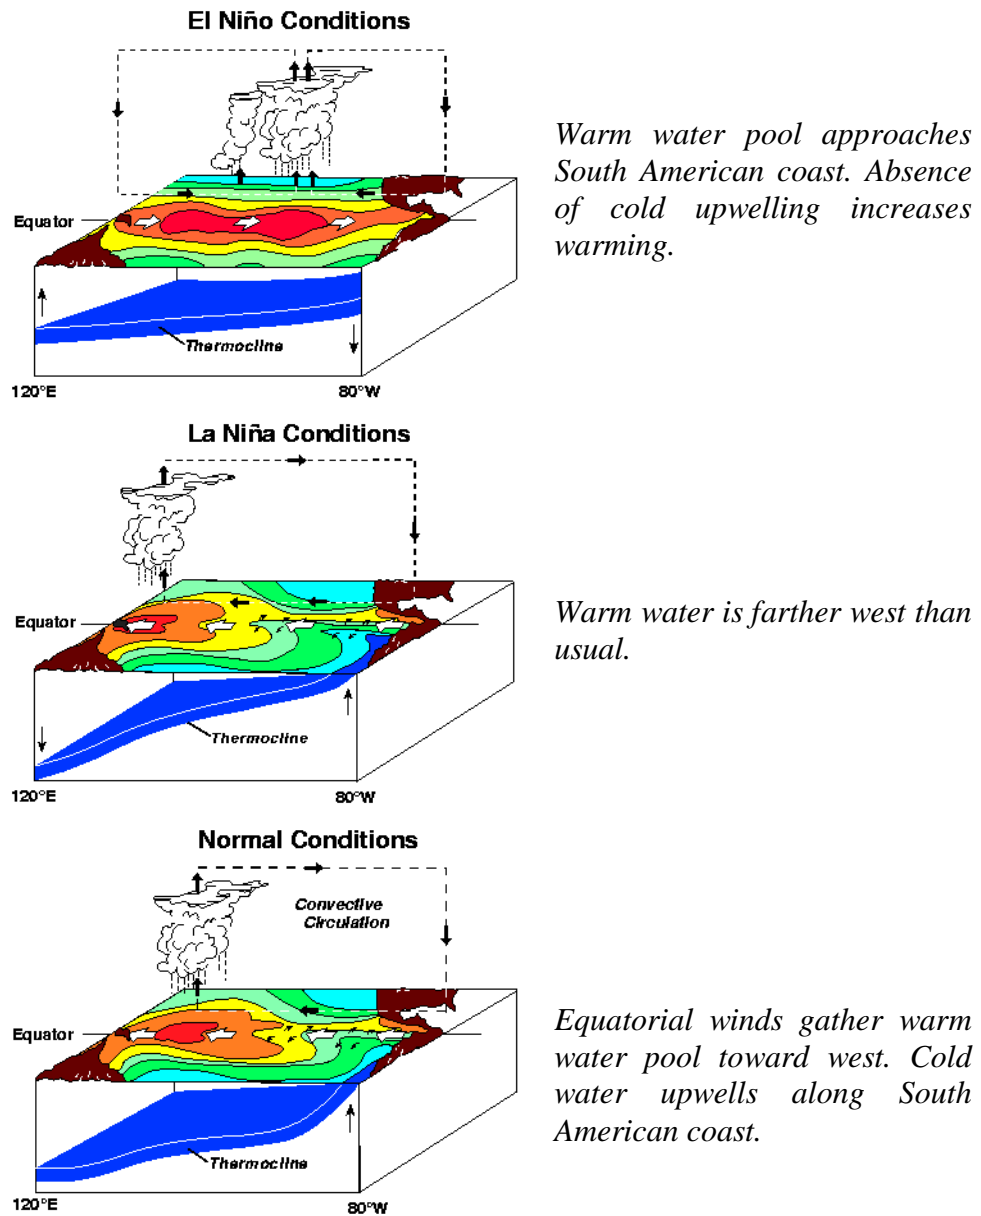 El Niño Conditions
Warm water pool approaches
South American coast. Absence
of cold upwelling increases
warming.
Equator
Thermocline
120°E
80°W
La Niña Conditions
Warm water is farther west than
usual.
Equator
Thermocline
120°E
80°W
Normal Conditions
Convective
Circulation
Equatorial winds gather warm
water pool toward west. Cold
water upwells along South
American coast.
Equator
Thermocline
120°E
80°W